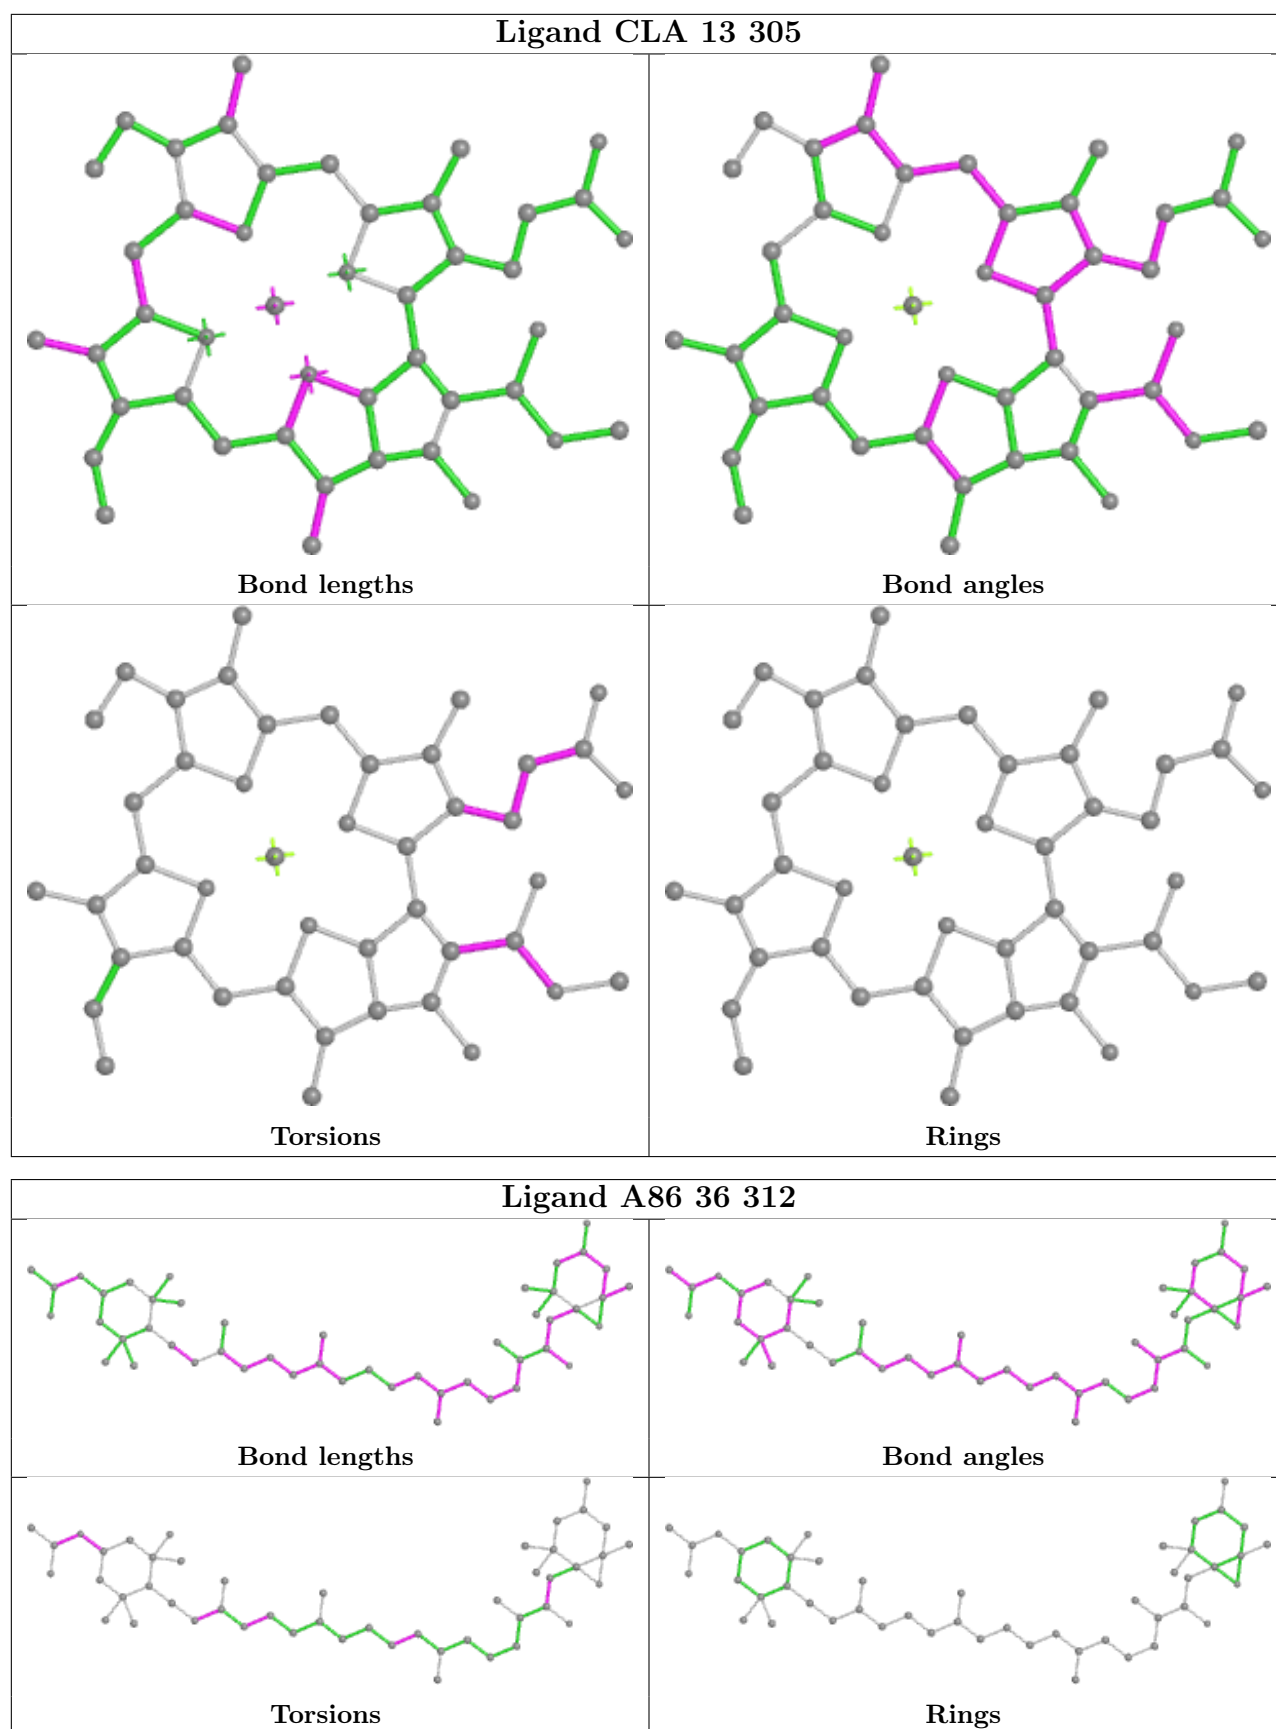 Ligand CLA 13 305
Bond lengths
Bond angles
Torsions
Rings
Ligand A86 36 312
Bond lengths
Bond angles
Torsions
Rings